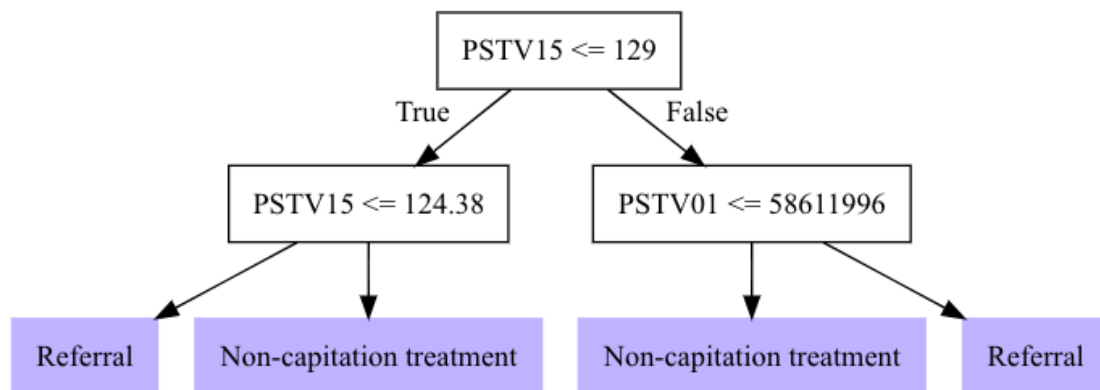 PSTV15 <= 129
True
False
PSTV15 <= 124.38
PSTV01 <= 58611996
Referral
Non-capitation treatment
Non-capitation treatment
Referral